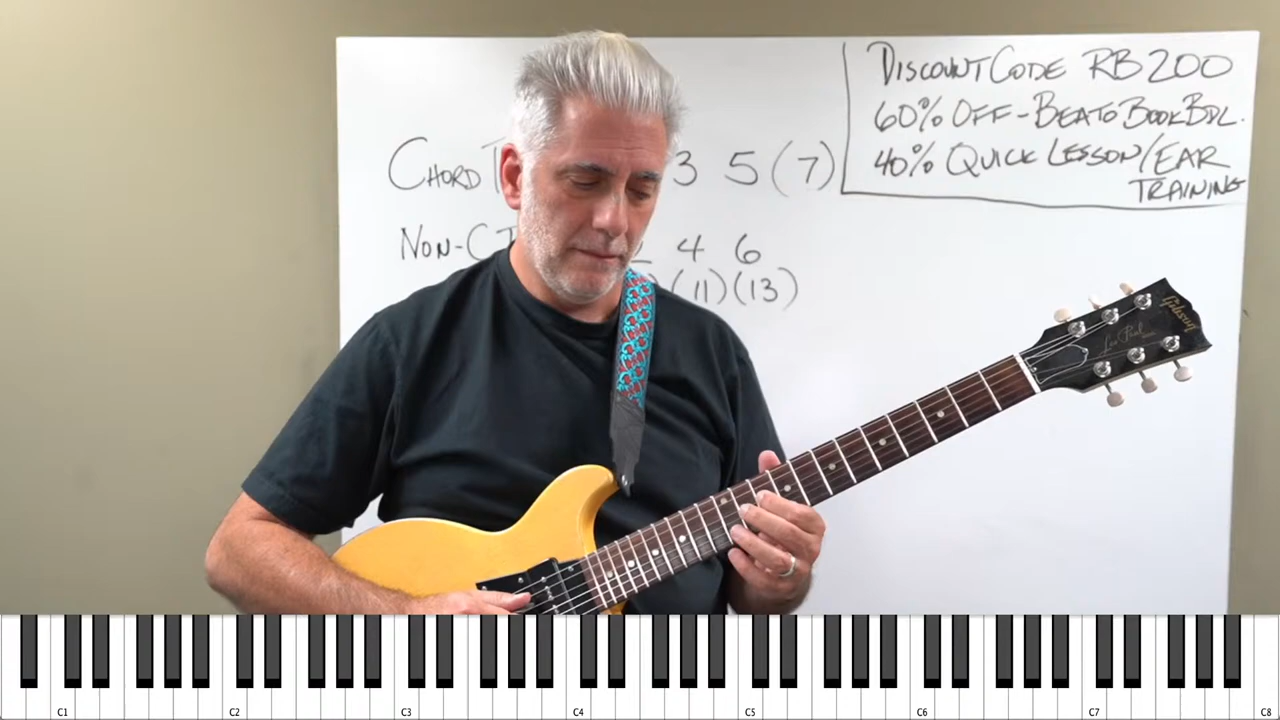 DISCOUNT CODE RB200
60% OFF - BEATO BOOK BDL.
40% QUICK LESSON/EAR
TRAINING
CHORD 3 5 (7)
NON-C 4 6
(11) (13)
Gibson
Les Paul
C1 C2 C3 C4 C5 C6 C7 C8